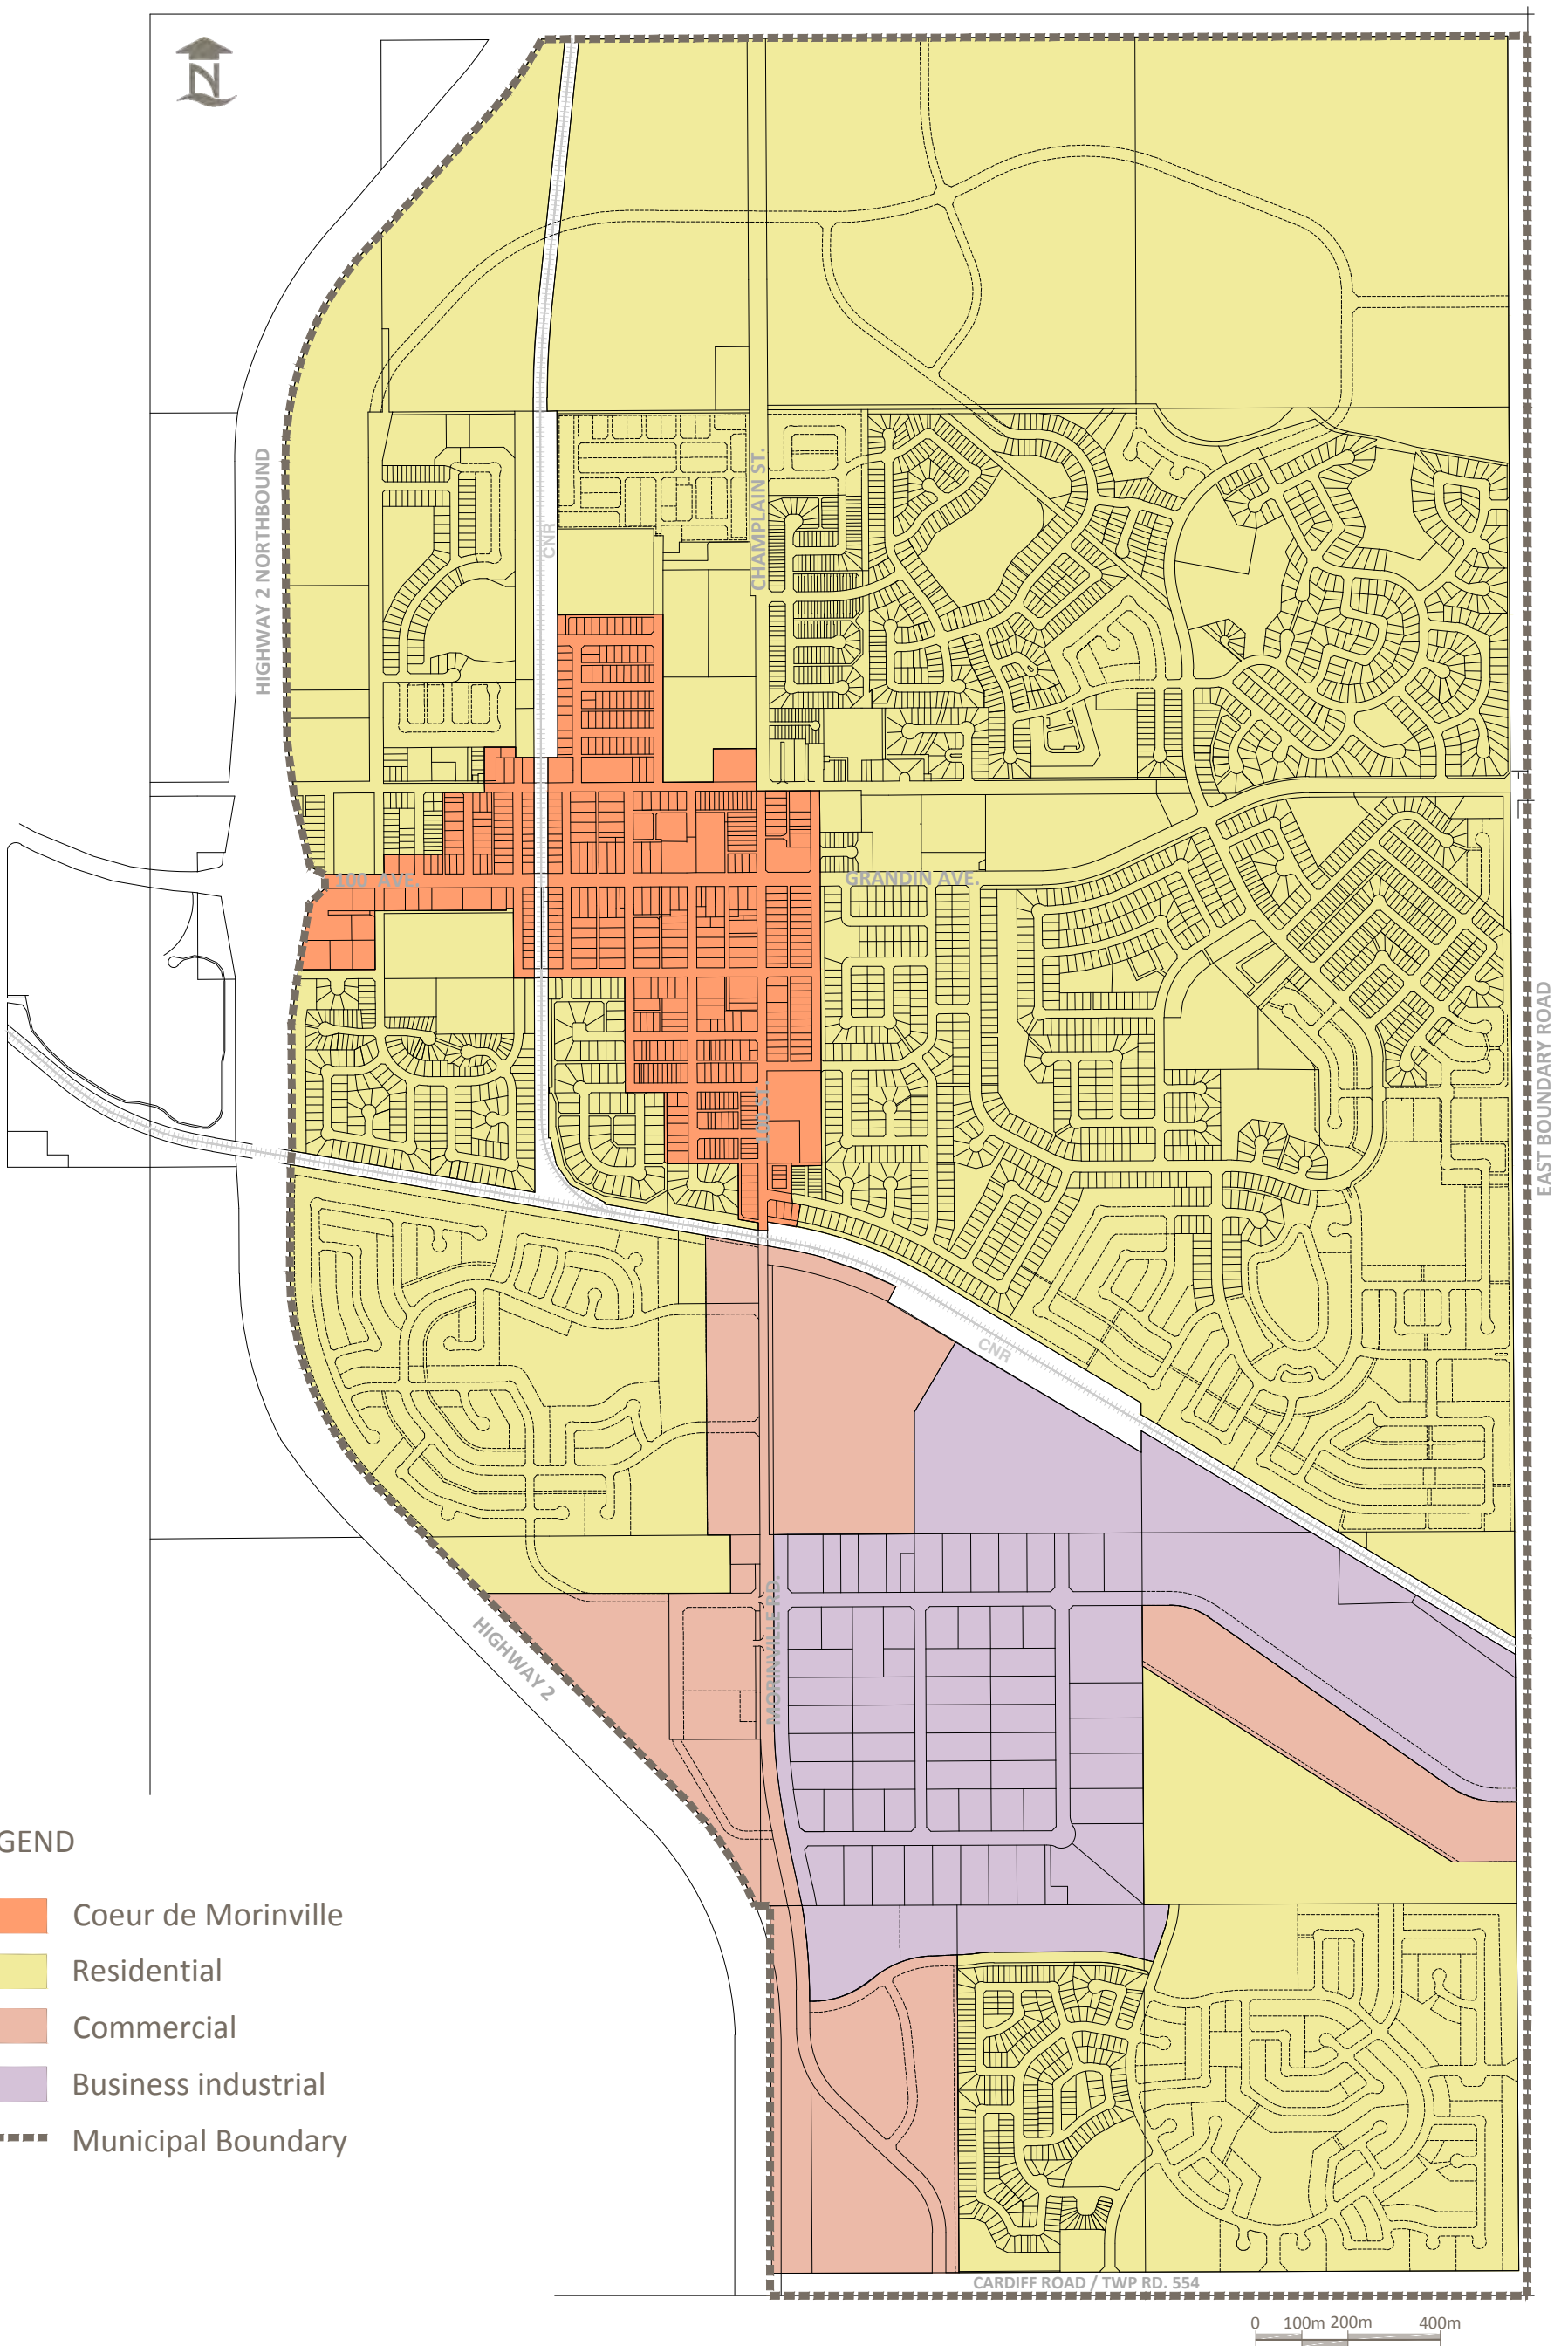 N
HIGHWAY 2 NORTHBOUND
CNR
CHAMPLAIN ST.
100 AVE.
GRANDIN AVE.
EAST BOUNDARY ROAD
100 ST.
CNR
MORINVILLE RD.
HIGHWAY 2
GEND
Coeur de Morinville
Residential
Commercial
Business industrial
Municipal Boundary
CARDIFF ROAD / TWP RD. 554
0 100m 200m 400m